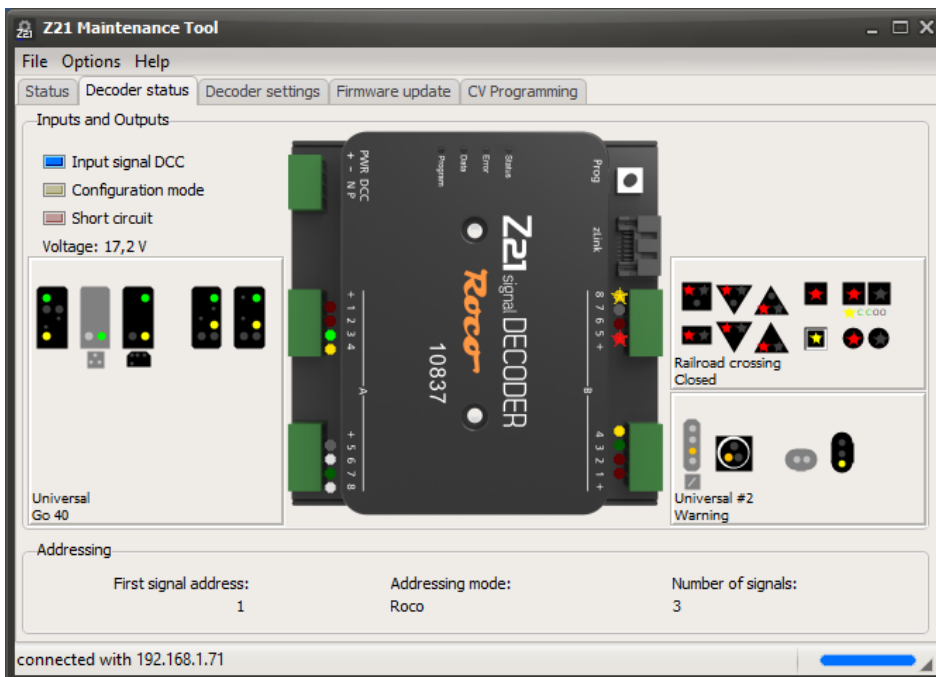 Z21 Maintenance Tool
File Options Help
Status Decoder status Decoder settings Firmware update CV Programming
Inputs and Outputs
Input signal DCC
Configuration mode
Short circuit
Voltage: 17,2 V
PWR DCC
+ - N P
Program
Data
Error
Status
Prog
zLink
Z21 signal DECODER
Roco
10837
+ 1 2 3 4
A
+ 5 6 7 8
8 7 6 5 +
B
4 3 2 1 +
Universal
Go 40
Railroad crossing
Closed
Universal #2
Warning
Addressing
First signal address: Addressing mode: Number of signals:
1 Roco 3
connected with 192.168.1.71